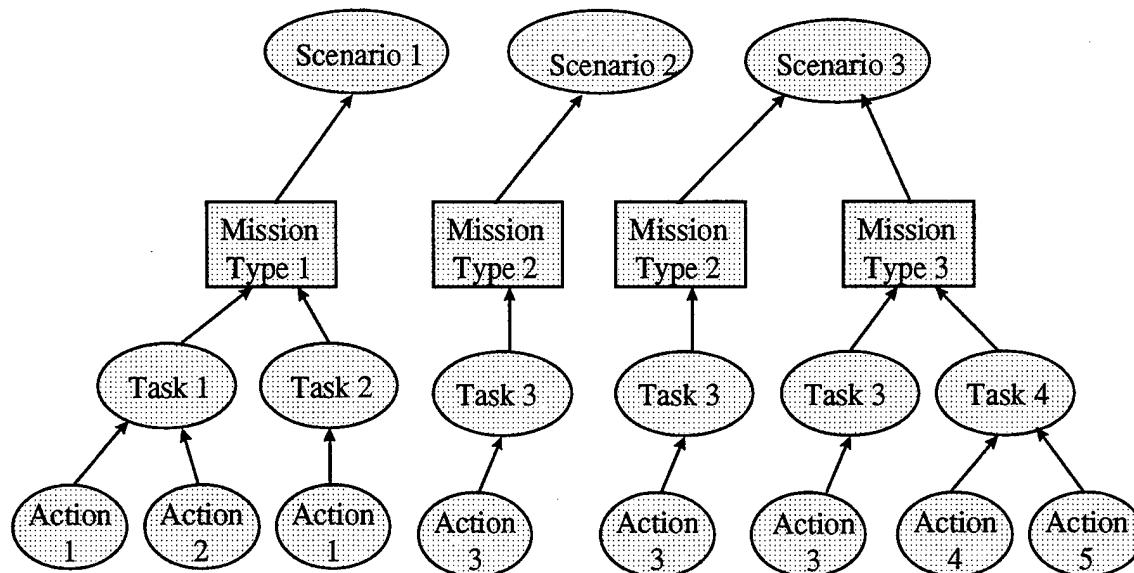 Scenario 1
Scenario 2
Scenario 3
Mission
Type 1
Mission
Type 2
Mission
Type 2
Mission
Type 3
Task 1
Task 2
Task 3
Task 3
Task 3
Task 4
Action
1
Action
2
Action
1
Action
3
Action
3
Action
3
Action
4
Action
5